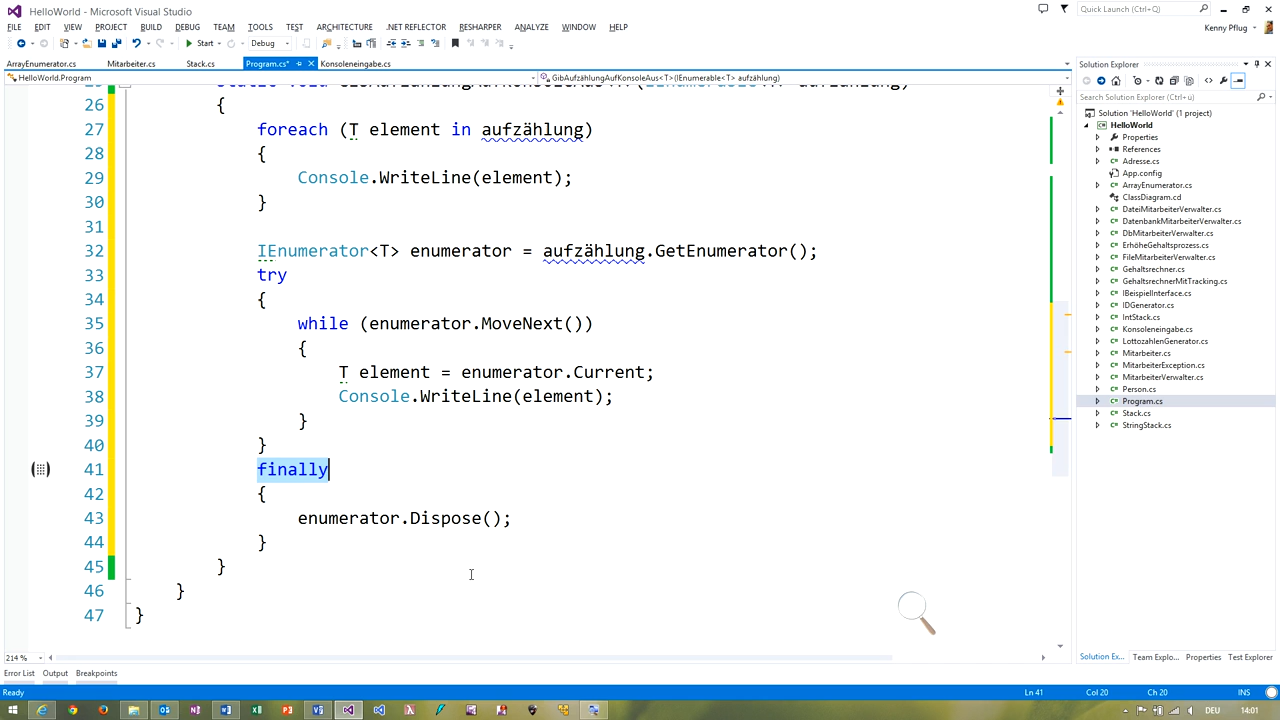 HelloWorld - Microsoft Visual Studio
Quick Launch (Ctrl+Q)
FILE EDIT VIEW PROJECT BUILD DEBUG TEAM TOOLS TEST ARCHITECTURE .NET REFLECTOR RESHARPER ANALYZE WINDOW HELP
Kenny Pflug
Start
Debug
ArrayEnumerator.cs Mitarbeiter.cs Stack.cs Program.cs* Konsoleneingabe.cs
HelloWorld.Program
GibAufzählungAufKonsoleAus<T>(IEnumerable<T> aufzählung)
26 {
27 foreach (T element in aufzählung)
28 {
29 Console.WriteLine(element);
30 }
31
32 IEnumerator<T> enumerator = aufzählung.GetEnumerator();
33 try
34 {
35 while (enumerator.MoveNext())
36 {
37 T element = enumerator.Current;
38 Console.WriteLine(element);
39 }
40 }
41 finally
42 {
43 enumerator.Dispose();
44 }
45 }
46 }
47 }
214 %
Solution Explorer
Search Solution Explorer (Ctrl+ü)
Solution 'HelloWorld' (1 project)
HelloWorld
Properties
References
Adresse.cs
App.config
ArrayEnumerator.cs
ClassDiagram.cd
DateiMitarbeiterVerwalter.cs
DatenbankMitarbeiterVerwalter.cs
DbMitarbeiterVerwalter.cs
ErhöheGehaltsprozess.cs
FileMitarbeiterVerwalter.cs
Gehaltsrechner.cs
GehaltsrechnerMitTracking.cs
IBeispielInterface.cs
IDGenerator.cs
IntStack.cs
Konsoleneingabe.cs
LottozahlenGenerator.cs
Mitarbeiter.cs
MitarbeiterException.cs
MitarbeiterVerwalter.cs
Person.cs
Program.cs
Stack.cs
StringStack.cs
Solution Ex... Team Explo... Properties Test Explorer
Error List Output Breakpoints
Ready
Ln 41 Col 20 Ch 20 INS
DEU 14:01